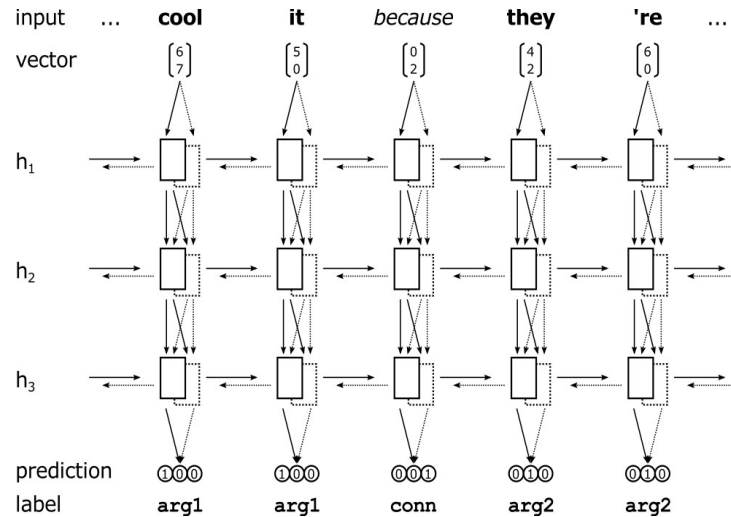 input ... cool it because they 're ...
vector 6 5 0 4 6
7 0 2 2 0
h1
h2
h3
prediction 100 100 001 010 010
label arg1 arg1 conn arg2 arg2